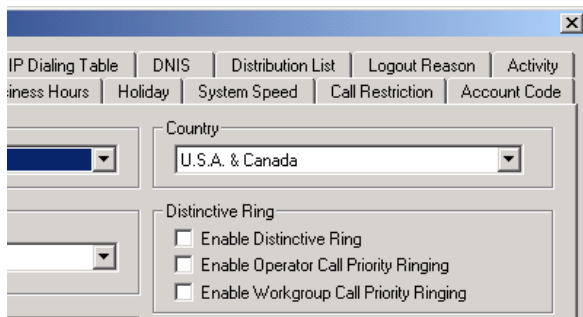 IP Dialing Table DNIS Distribution List Logout Reason Activity
Hours Holiday System Speed Call Restriction Account Code
Country
U.S.A. & Canada
Distinctive Ring
Enable Distinctive Ring
Enable Operator Call Priority Ringing
Enable Workgroup Call Priority Ringing